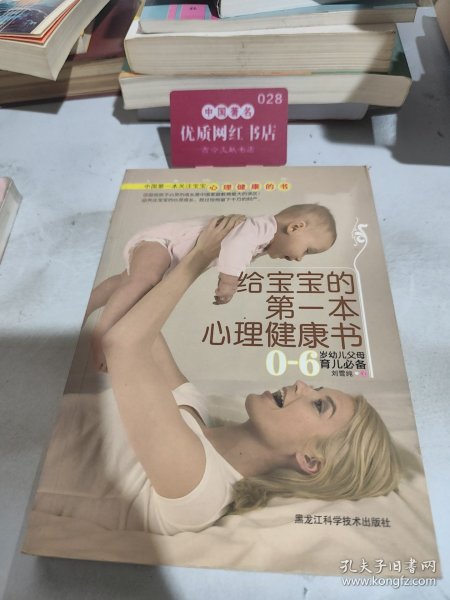 028
中国著名
优质网红书店
中国第一本关注宝宝心理健康的书
给宝宝的
第一本
心理健康书
0-6岁幼儿父母
育儿必备
刘雪纯
黑龙江科学技术出版社
孔夫子旧书网
www.kongfz.com